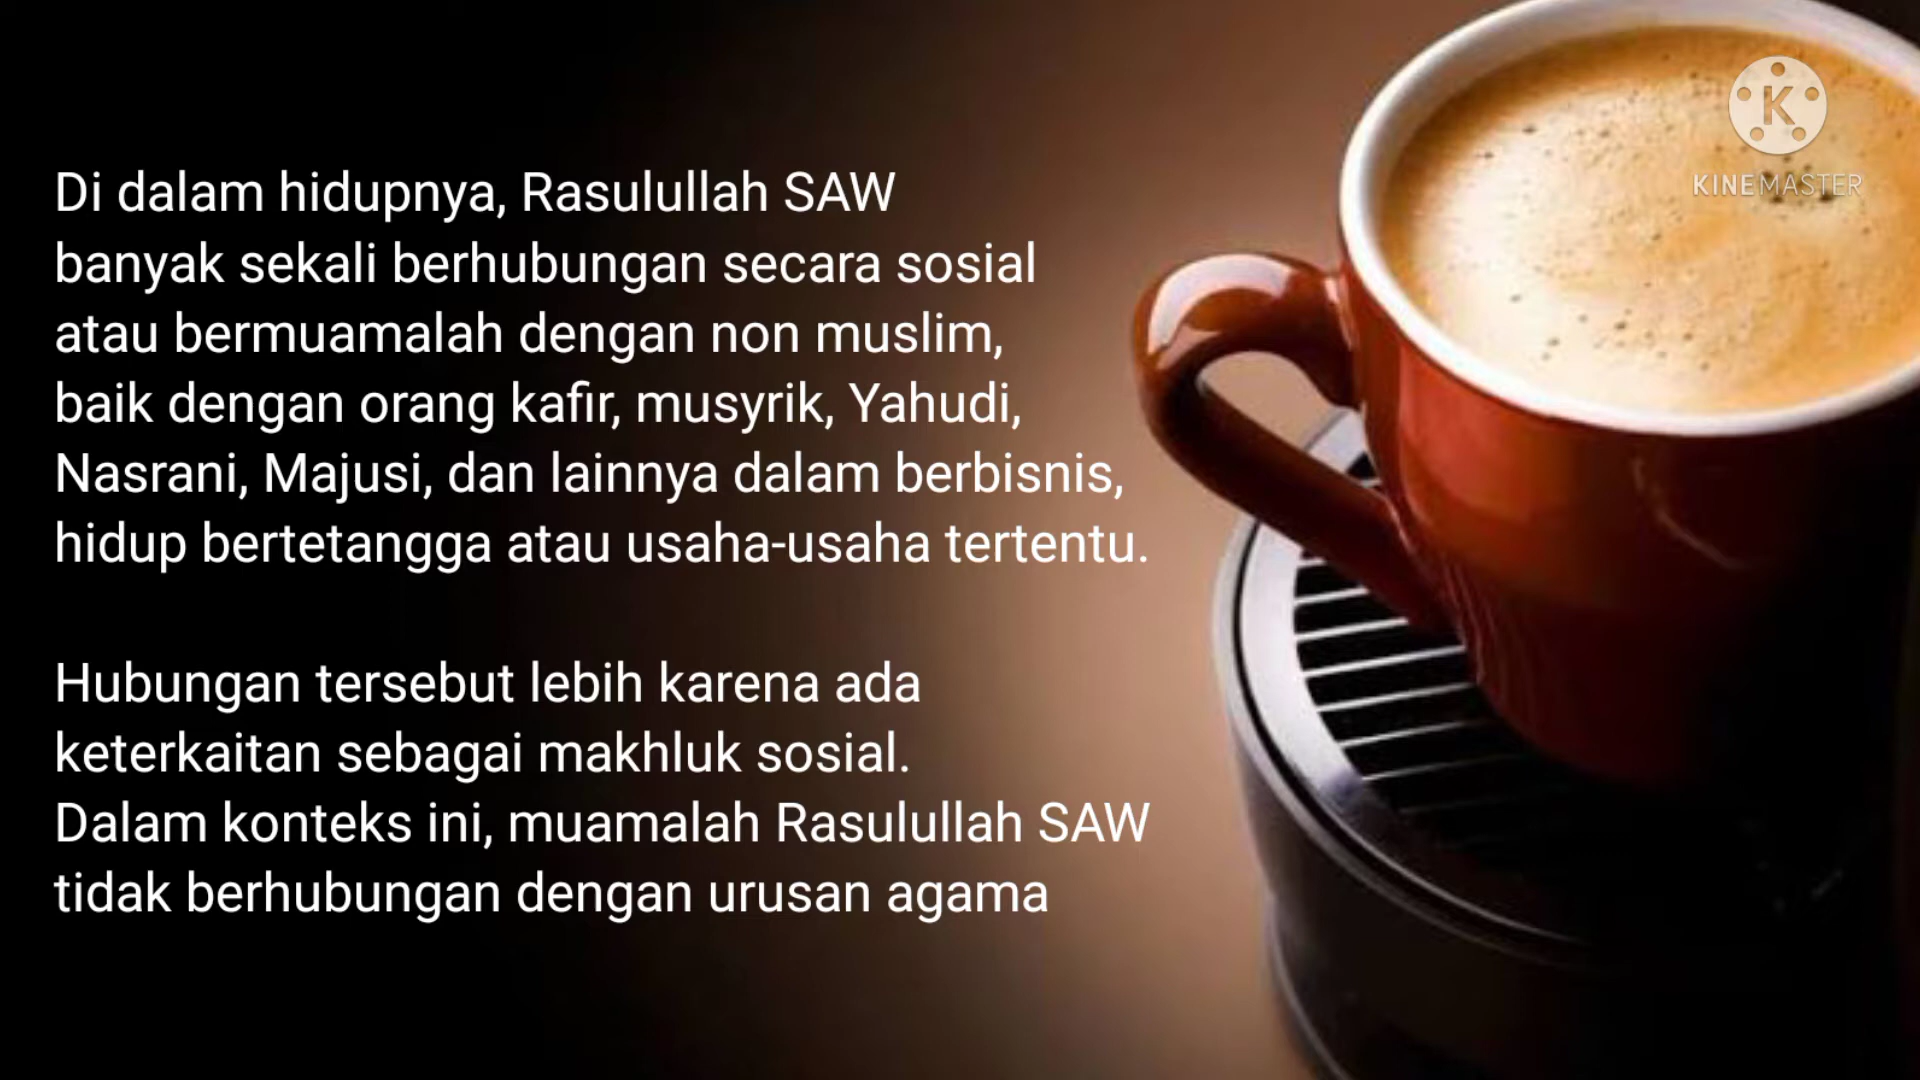 Di dalam hidupnya, Rasulullah SAW
banyak sekali berhubungan secara sosial
atau bermuamalah dengan non muslim,
baik dengan orang kafir, musyrik, Yahudi,
Nasrani, Majusi, dan lainnya dalam berbisnis,
hidup bertetangga atau usaha-usaha tertentu.
Hubungan tersebut lebih karena ada
keterkaitan sebagai makhluk sosial.
Dalam konteks ini, muamalah Rasulullah SAW
tidak berhubungan dengan urusan agama
K
KINEMASTER